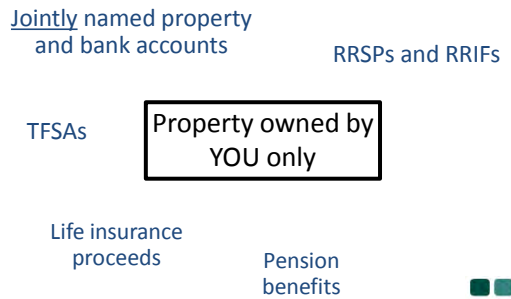 Jointly named property
and bank accounts
RRSPs and RRIFs
TFSAs
Property owned by
YOU only
Life insurance
proceeds
Pension
benefits